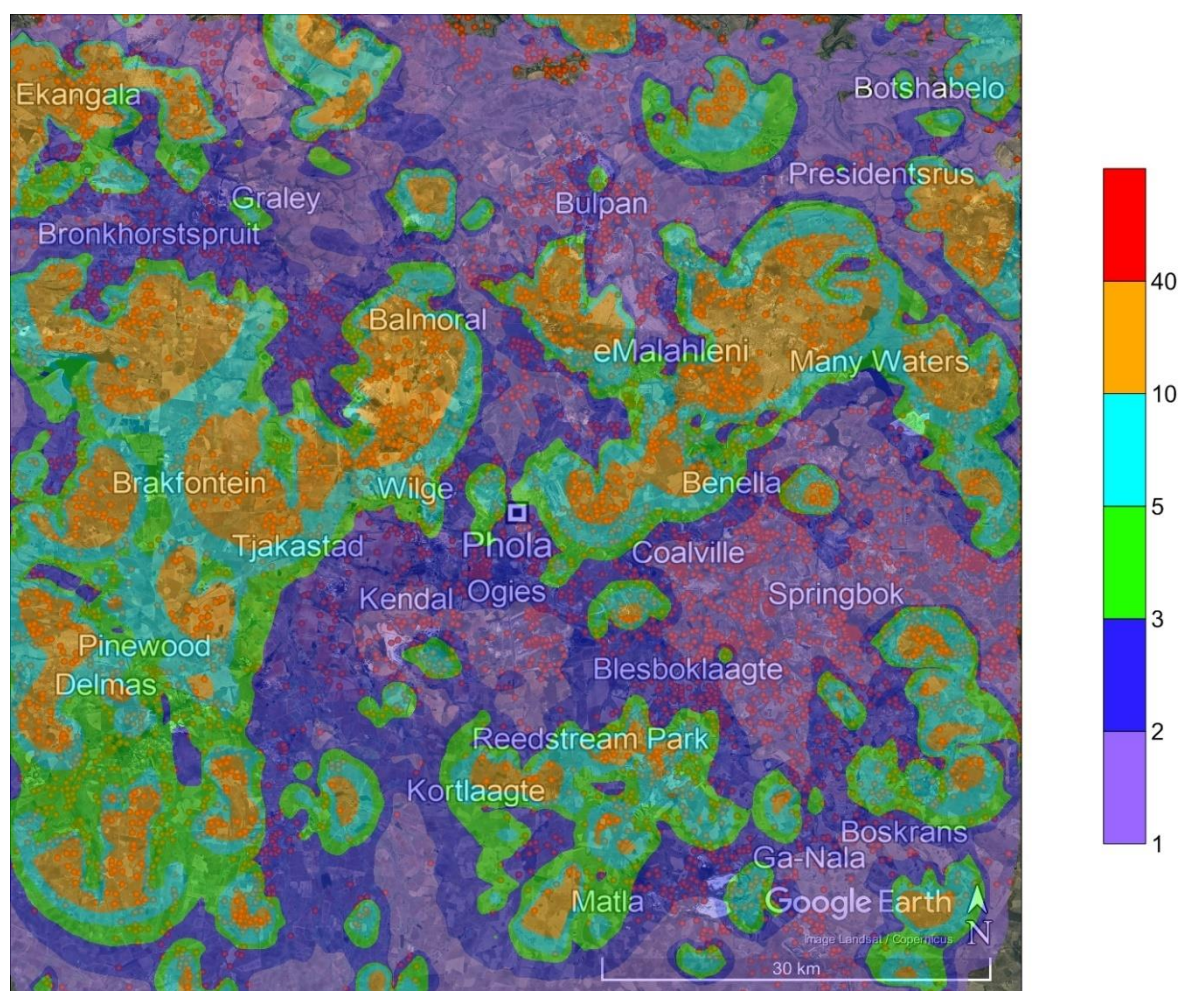 Ekangala
Botshabelo
Presidentsrus
Graley
Bulpan
Bronkhorstspruit
Balmoral
eMalahleni
Many Waters
Brakfontein
Wilge
Benella
Tjakastad
Phola
Coalville
Kendal
Ogies
Springbok
Pinewood
Blesboklaagte
Delmas
Reedstream Park
Kortlaagte
Boskrans
Ga-Nala
Matla
Google Earth
N
Image Landsat / Copernicus
30 km
40
10
5
3
2
1